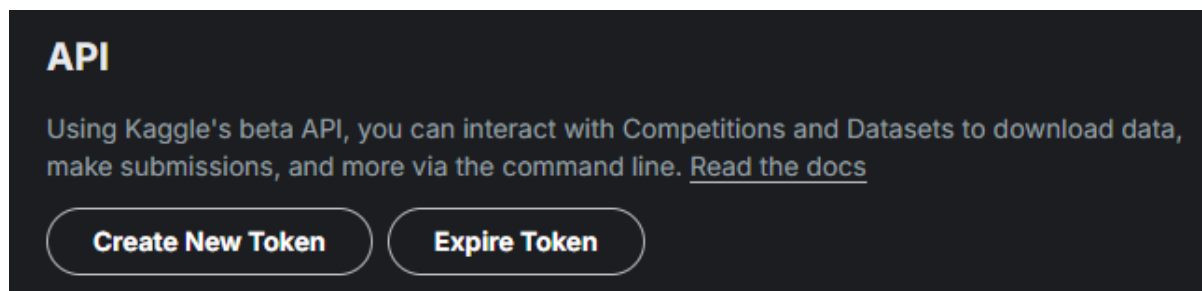 API
Using Kaggle's beta API, you can interact with Competitions and Datasets to download data,
make submissions, and more via the command line. Read the docs
Create New Token
Expire Token